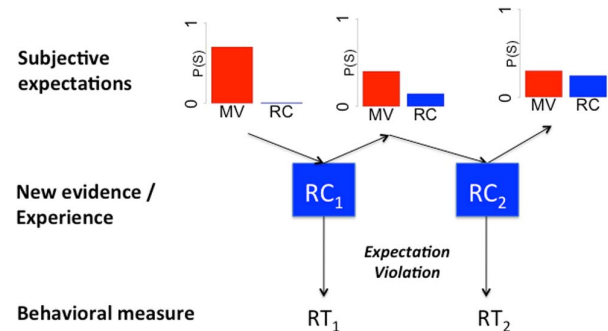 Subjective
expectations
1
P(S)
0
MV RC
1
P(S)
0
MV RC
1
P(S)
0
MV RC
New evidence /
Experience
RC₁
RC₂
Expectation
Violation
Behavioral measure
RT₁
RT₂